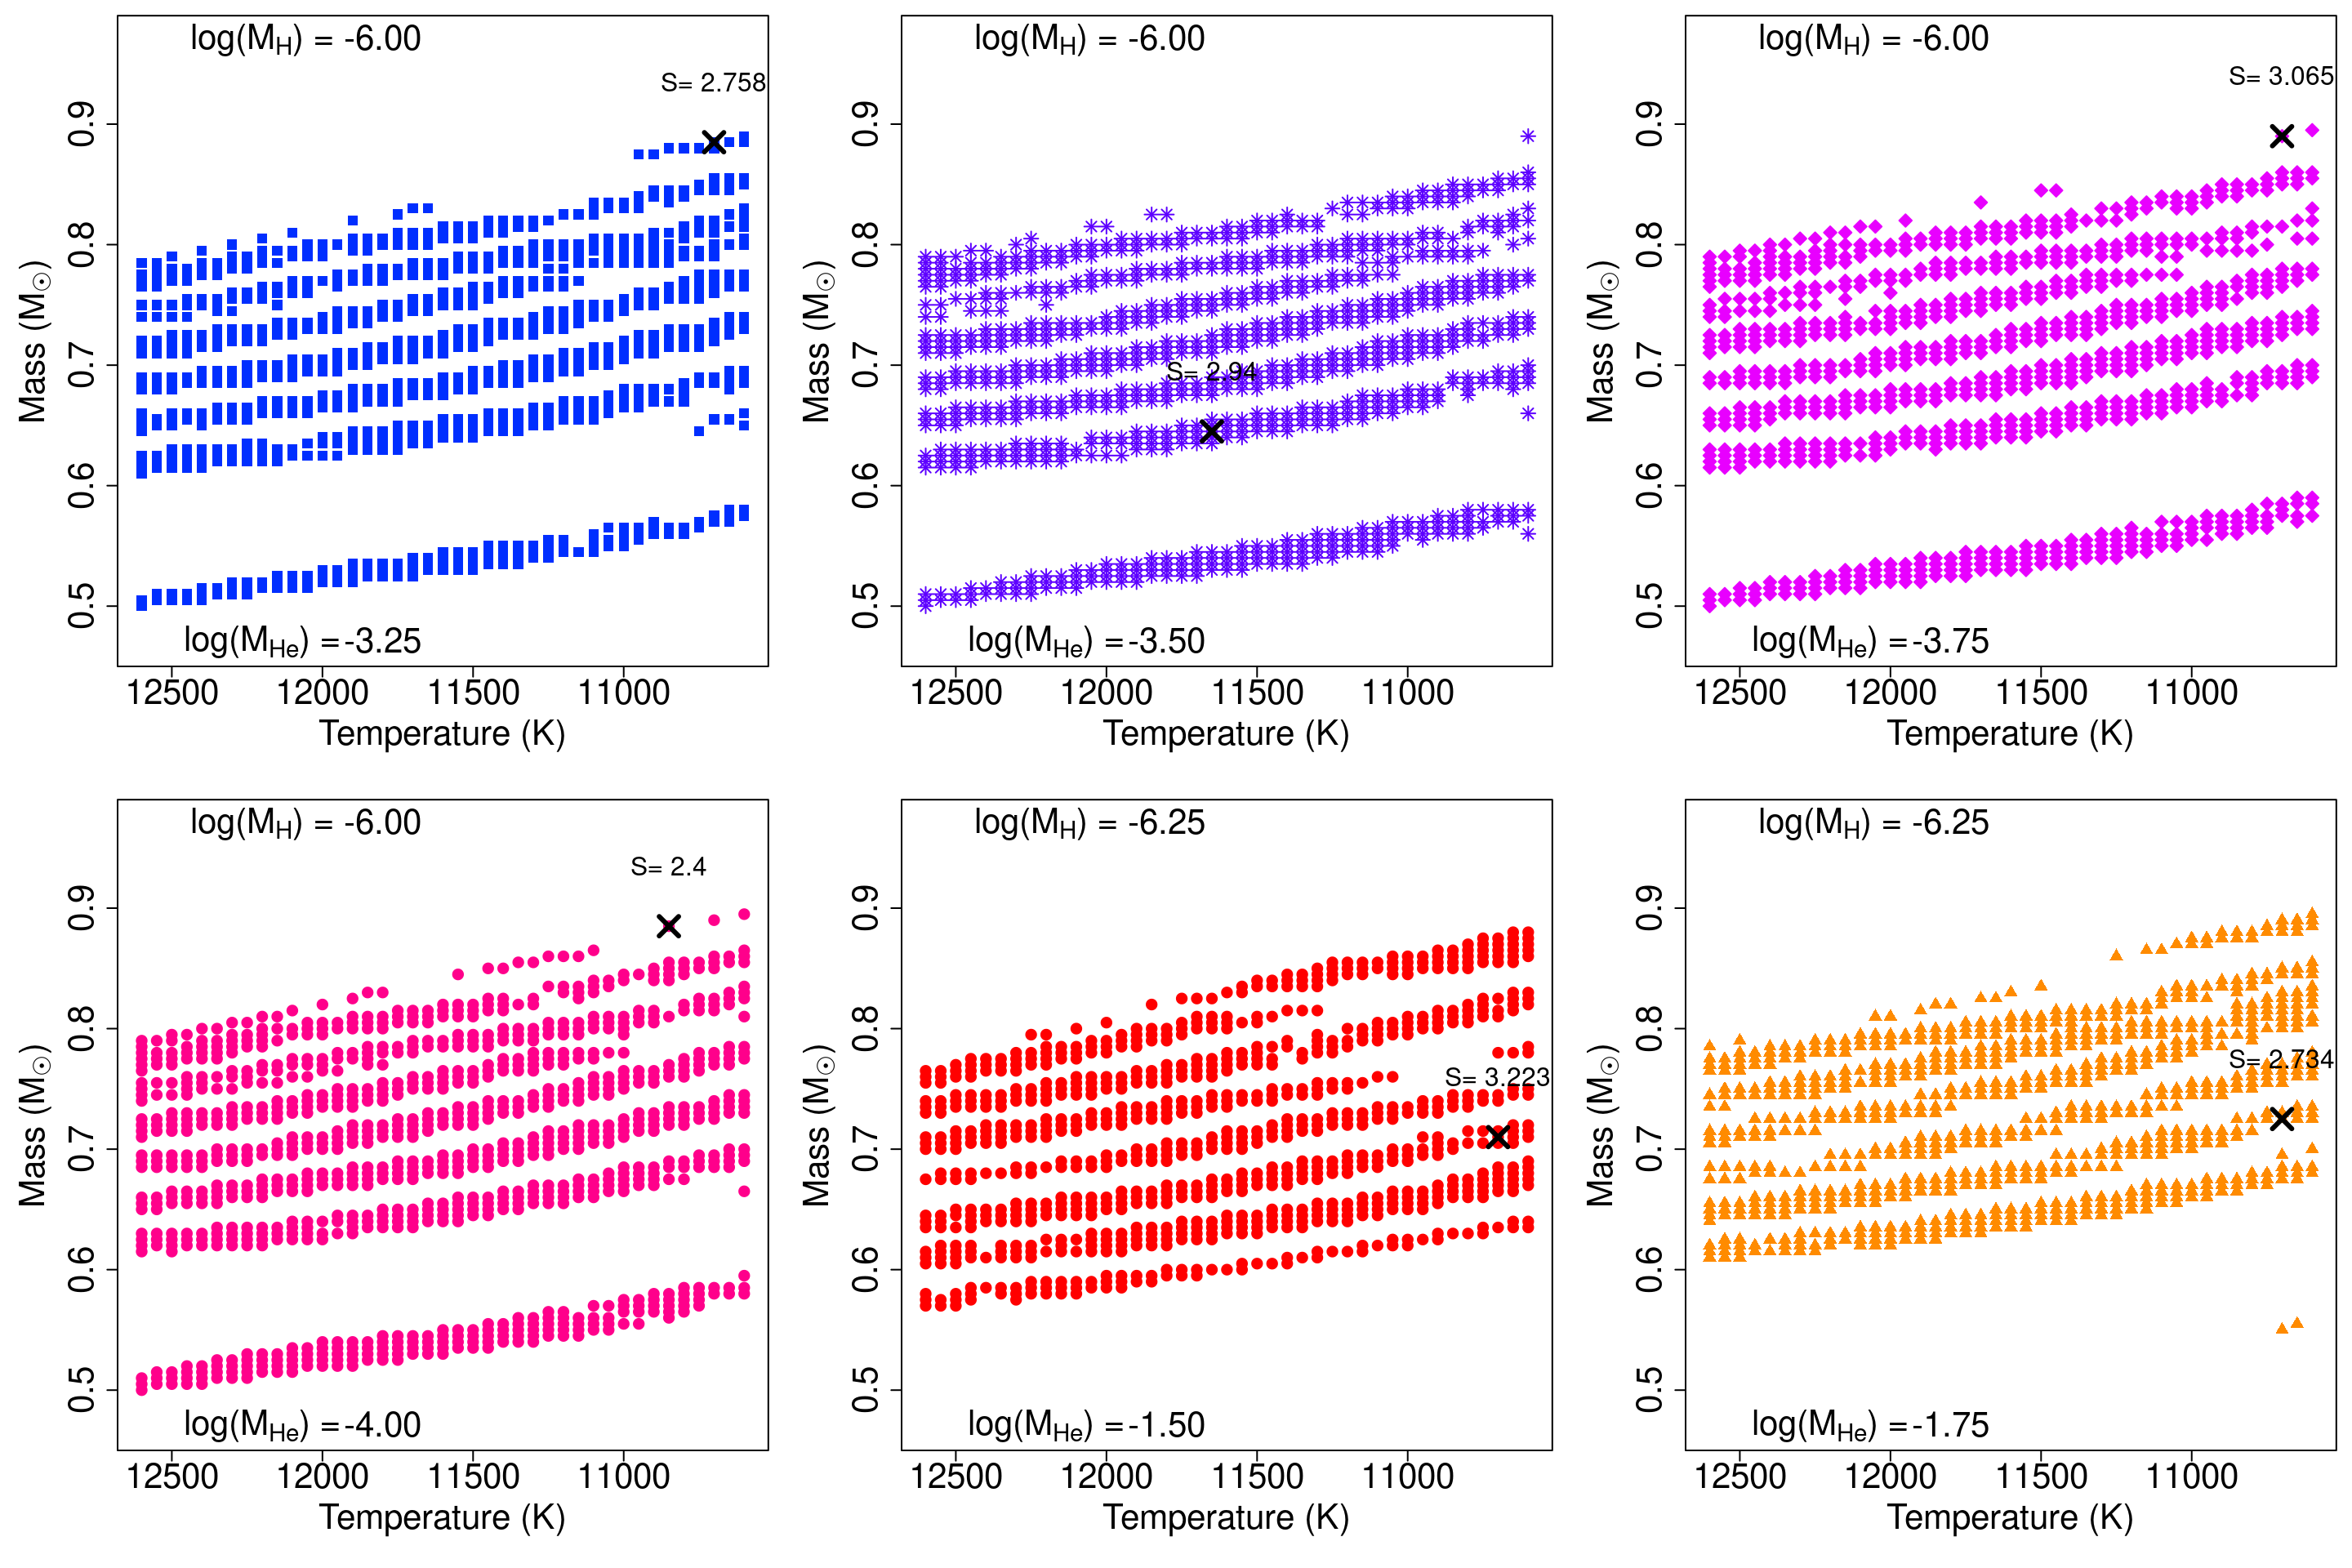 log(M_H) = -6.00
S= 2.758
0.9
0.8
0.7
0.6
0.5
Mass (M⊙)
log(M_He) =-3.25
12500 12000 11500 11000
Temperature (K)
log(M_H) = -6.00
0.9
0.8
0.7
0.6
0.5
Mass (M⊙)
S= 2.94
log(M_He) =-3.50
12500 12000 11500 11000
Temperature (K)
log(M_H) = -6.00
S= 3.065
0.9
0.8
0.7
0.6
0.5
Mass (M⊙)
log(M_He) =-3.75
12500 12000 11500 11000
Temperature (K)
log(M_H) = -6.00
S= 2.4
0.9
0.8
0.7
0.6
0.5
Mass (M⊙)
log(M_He) =-4.00
12500 12000 11500 11000
Temperature (K)
log(M_H) = -6.25
0.9
0.8
0.7
0.6
0.5
Mass (M⊙)
S= 3.223
log(M_He) =-1.50
12500 12000 11500 11000
Temperature (K)
log(M_H) = -6.25
0.9
0.8
0.7
0.6
0.5
Mass (M⊙)
S= 2.734
log(M_He) =-1.75
12500 12000 11500 11000
Temperature (K)